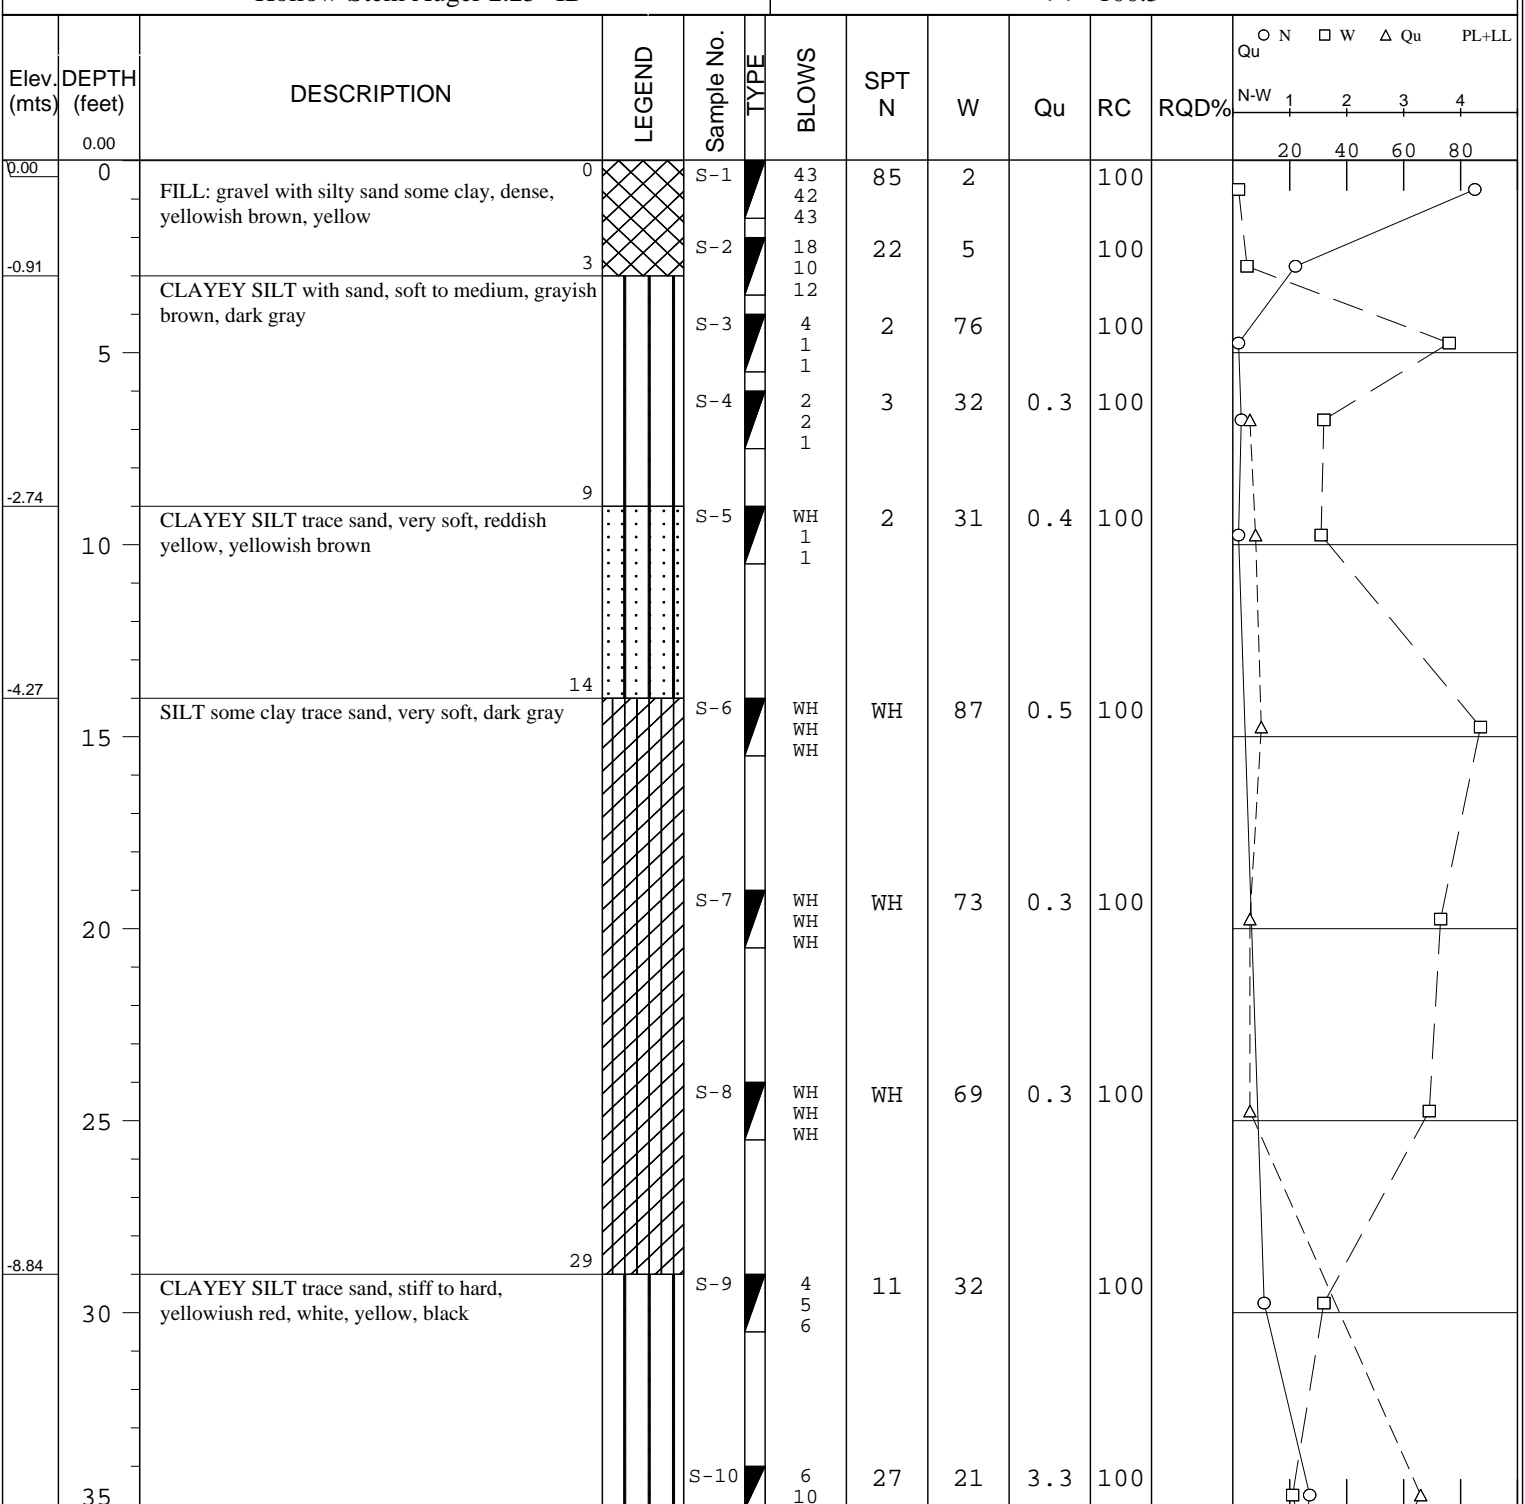 ○ N □ W △ Qu PL+LL
Qu
Elev. (mts) DEPTH (feet) DESCRIPTION LEGEND Sample No. TYPE BLOWS SPT N W Qu RC RQD% N-W 1 2 3 4
0.00
20 40 60 80
0.00 0 0 S-1 43 85 2 100
FILL: gravel with silty sand some clay, dense, 42
yellowish brown, yellow 43
S-2 18 22 5 100
-0.91 3 10
CLAYEY SILT with sand, soft to medium, grayish 12
brown, dark gray S-3 4 2 76 100
5 1
1
S-4 2 3 32 0.3 100
2
1
-2.74 9
CLAYEY SILT trace sand, very soft, reddish S-5 WH 2 31 0.4 100
yellow, yellowish brown 1
10 1
-4.27 14
SILT some clay trace sand, very soft, dark gray S-6 WH WH 87 0.5 100
15 WH
WH
S-7 WH WH 73 0.3 100
20 WH
WH
S-8 WH WH 69 0.3 100
25 WH
WH
-8.84 29
CLAYEY SILT trace sand, stiff to hard, S-9 4 11 32 100
yellowiush red, white, yellow, black 5
30 6
S-10 6 27 21 3.3 100
35 10